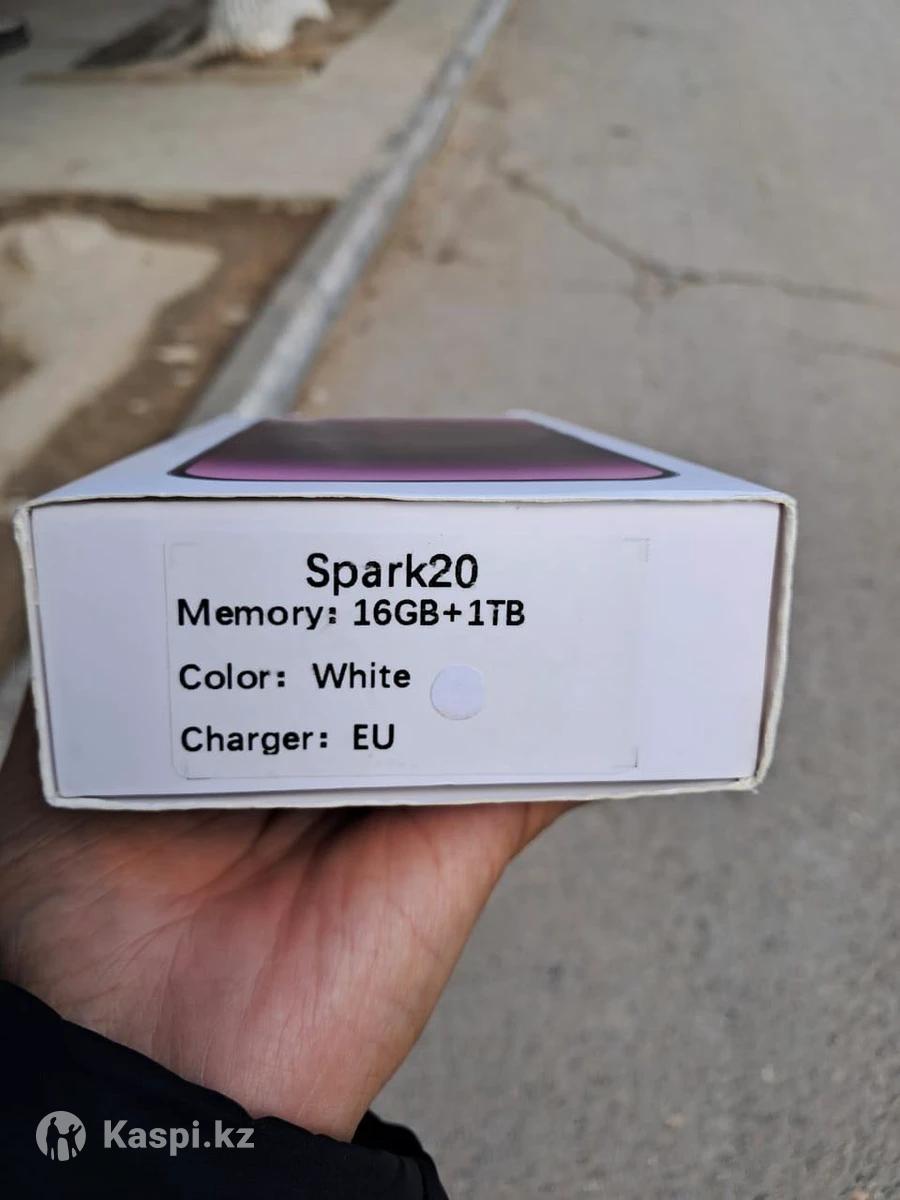 Spark20
Memory: 16GB+1TB
Color: White
Charger: EU
Kaspi.kz